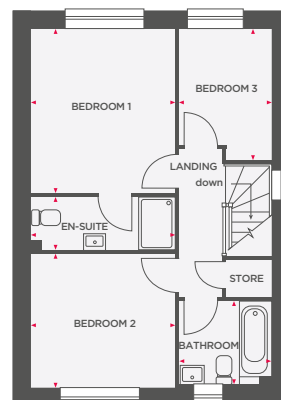 BEDROOM 3
BEDROOM 1
LANDING
down
EN-SUITE
STORE
BEDROOM 2
BATHROOM